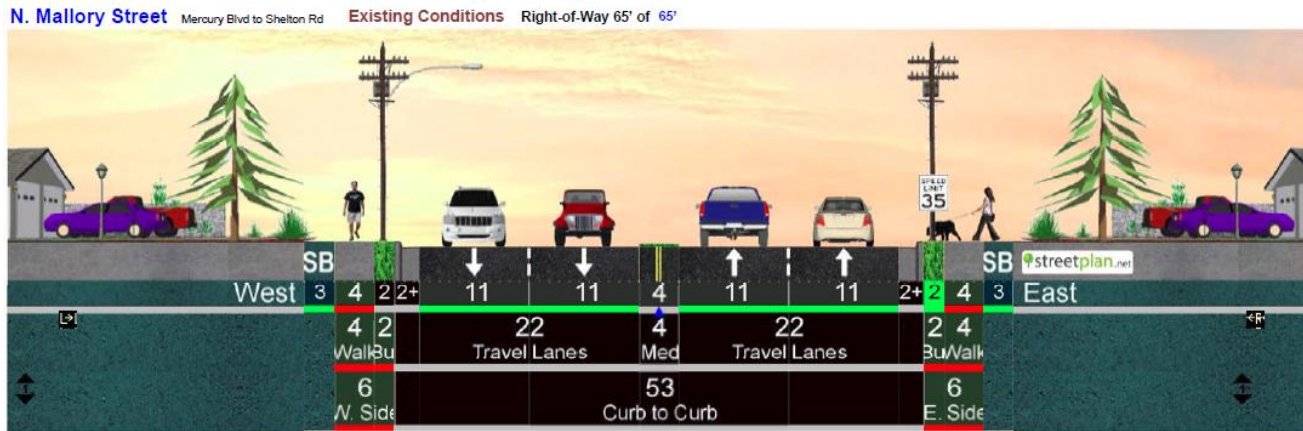 N. Mallory Street Mercury Blvd to Shelton Rd Existing Conditions Right-of-Way 65' of 65'
SPEED
LIMIT
35
SB SB streetplan.net
West 3 4 2 2+ 11 11 4 11 11 2+ 2 4 3 East
4 2 22 4 22 2 4
Walk Bu Travel Lanes Med Travel Lanes Bu Walk
6 53 6
W. Side Curb to Curb E. Side
L R
1 1